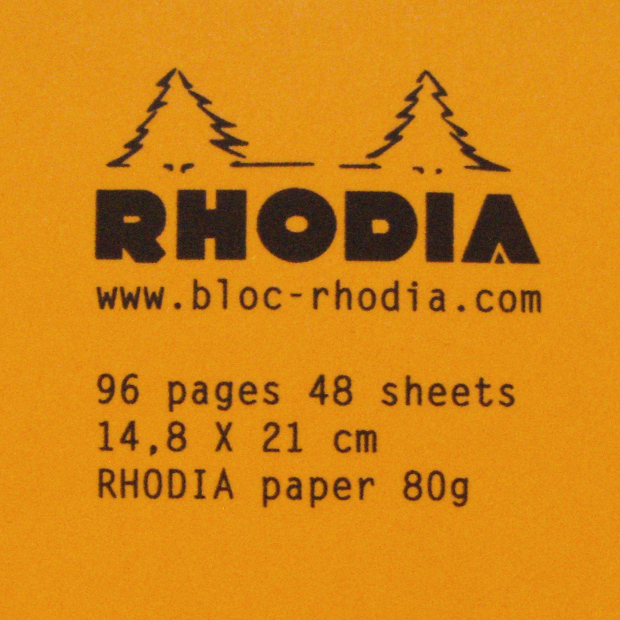 RHODIA
www.bloc-rhodia.com
96 pages 48 sheets
14,8 X 21 cm
RHODIA paper 80g